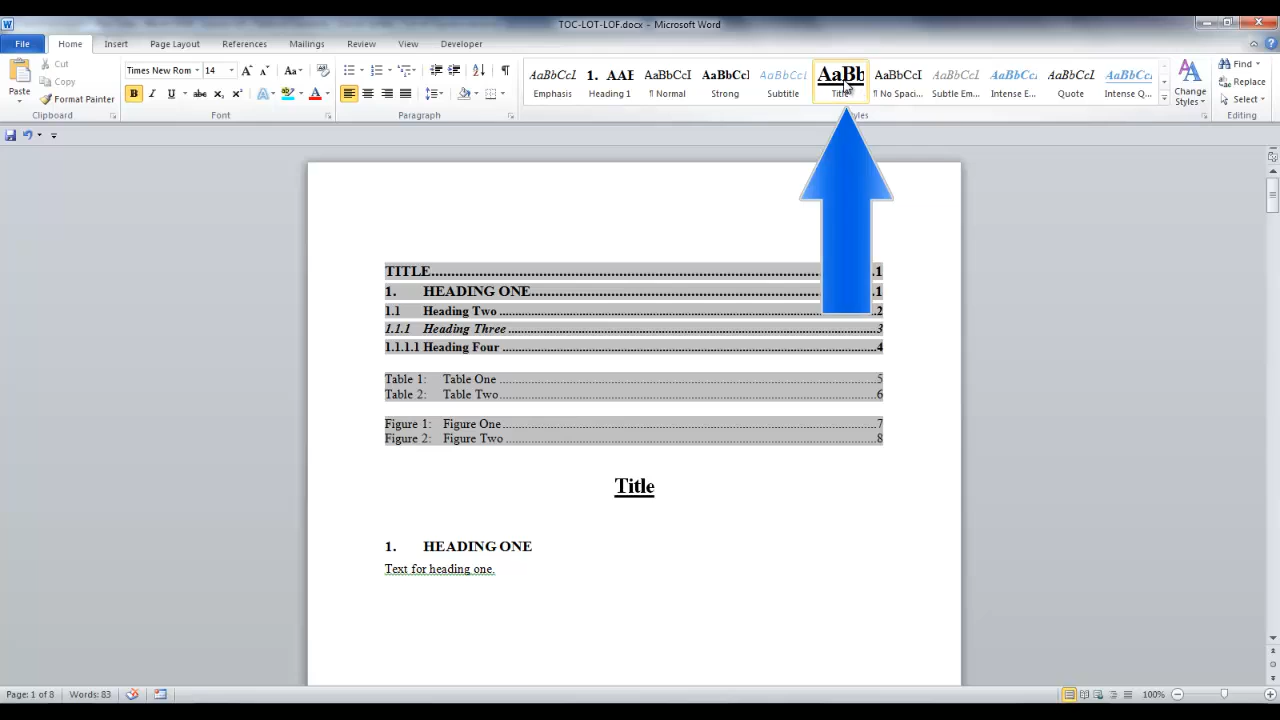 TOC-LOT-LOF.docx - Microsoft Word
File Home Insert Page Layout References Mailings Review View Developer
Paste
Cut
Copy
Format Painter
Clipboard
Times New Rom 14 Aa
B I U abc x₂ x² A ab A
Font
Paragraph
AaBbCcI 1. AAE AaBbCcI AaBbCcI AaBbCcI AaBb AaBbCcI AaBbCcI AaBbCcI AaBbCcI AaBbCcI
Emphasis Heading 1 ¶ Normal Strong Subtitle Title ¶ No Spaci... Subtle Em... Intense E... Quote Intense Q...
Change
Styles
Find
Replace
Select
Editing
TITLE.....1
1. HEADING ONE.....1
1.1 Heading Two.....2
1.1.1 Heading Three.....3
1.1.1.1 Heading Four.....4
Table 1: Table One.....5
Table 2: Table Two.....6
Figure 1: Figure One.....7
Figure 2: Figure Two.....8
Title
1. HEADING ONE
Text for heading one.
Page: 1 of 8 Words: 83 100%